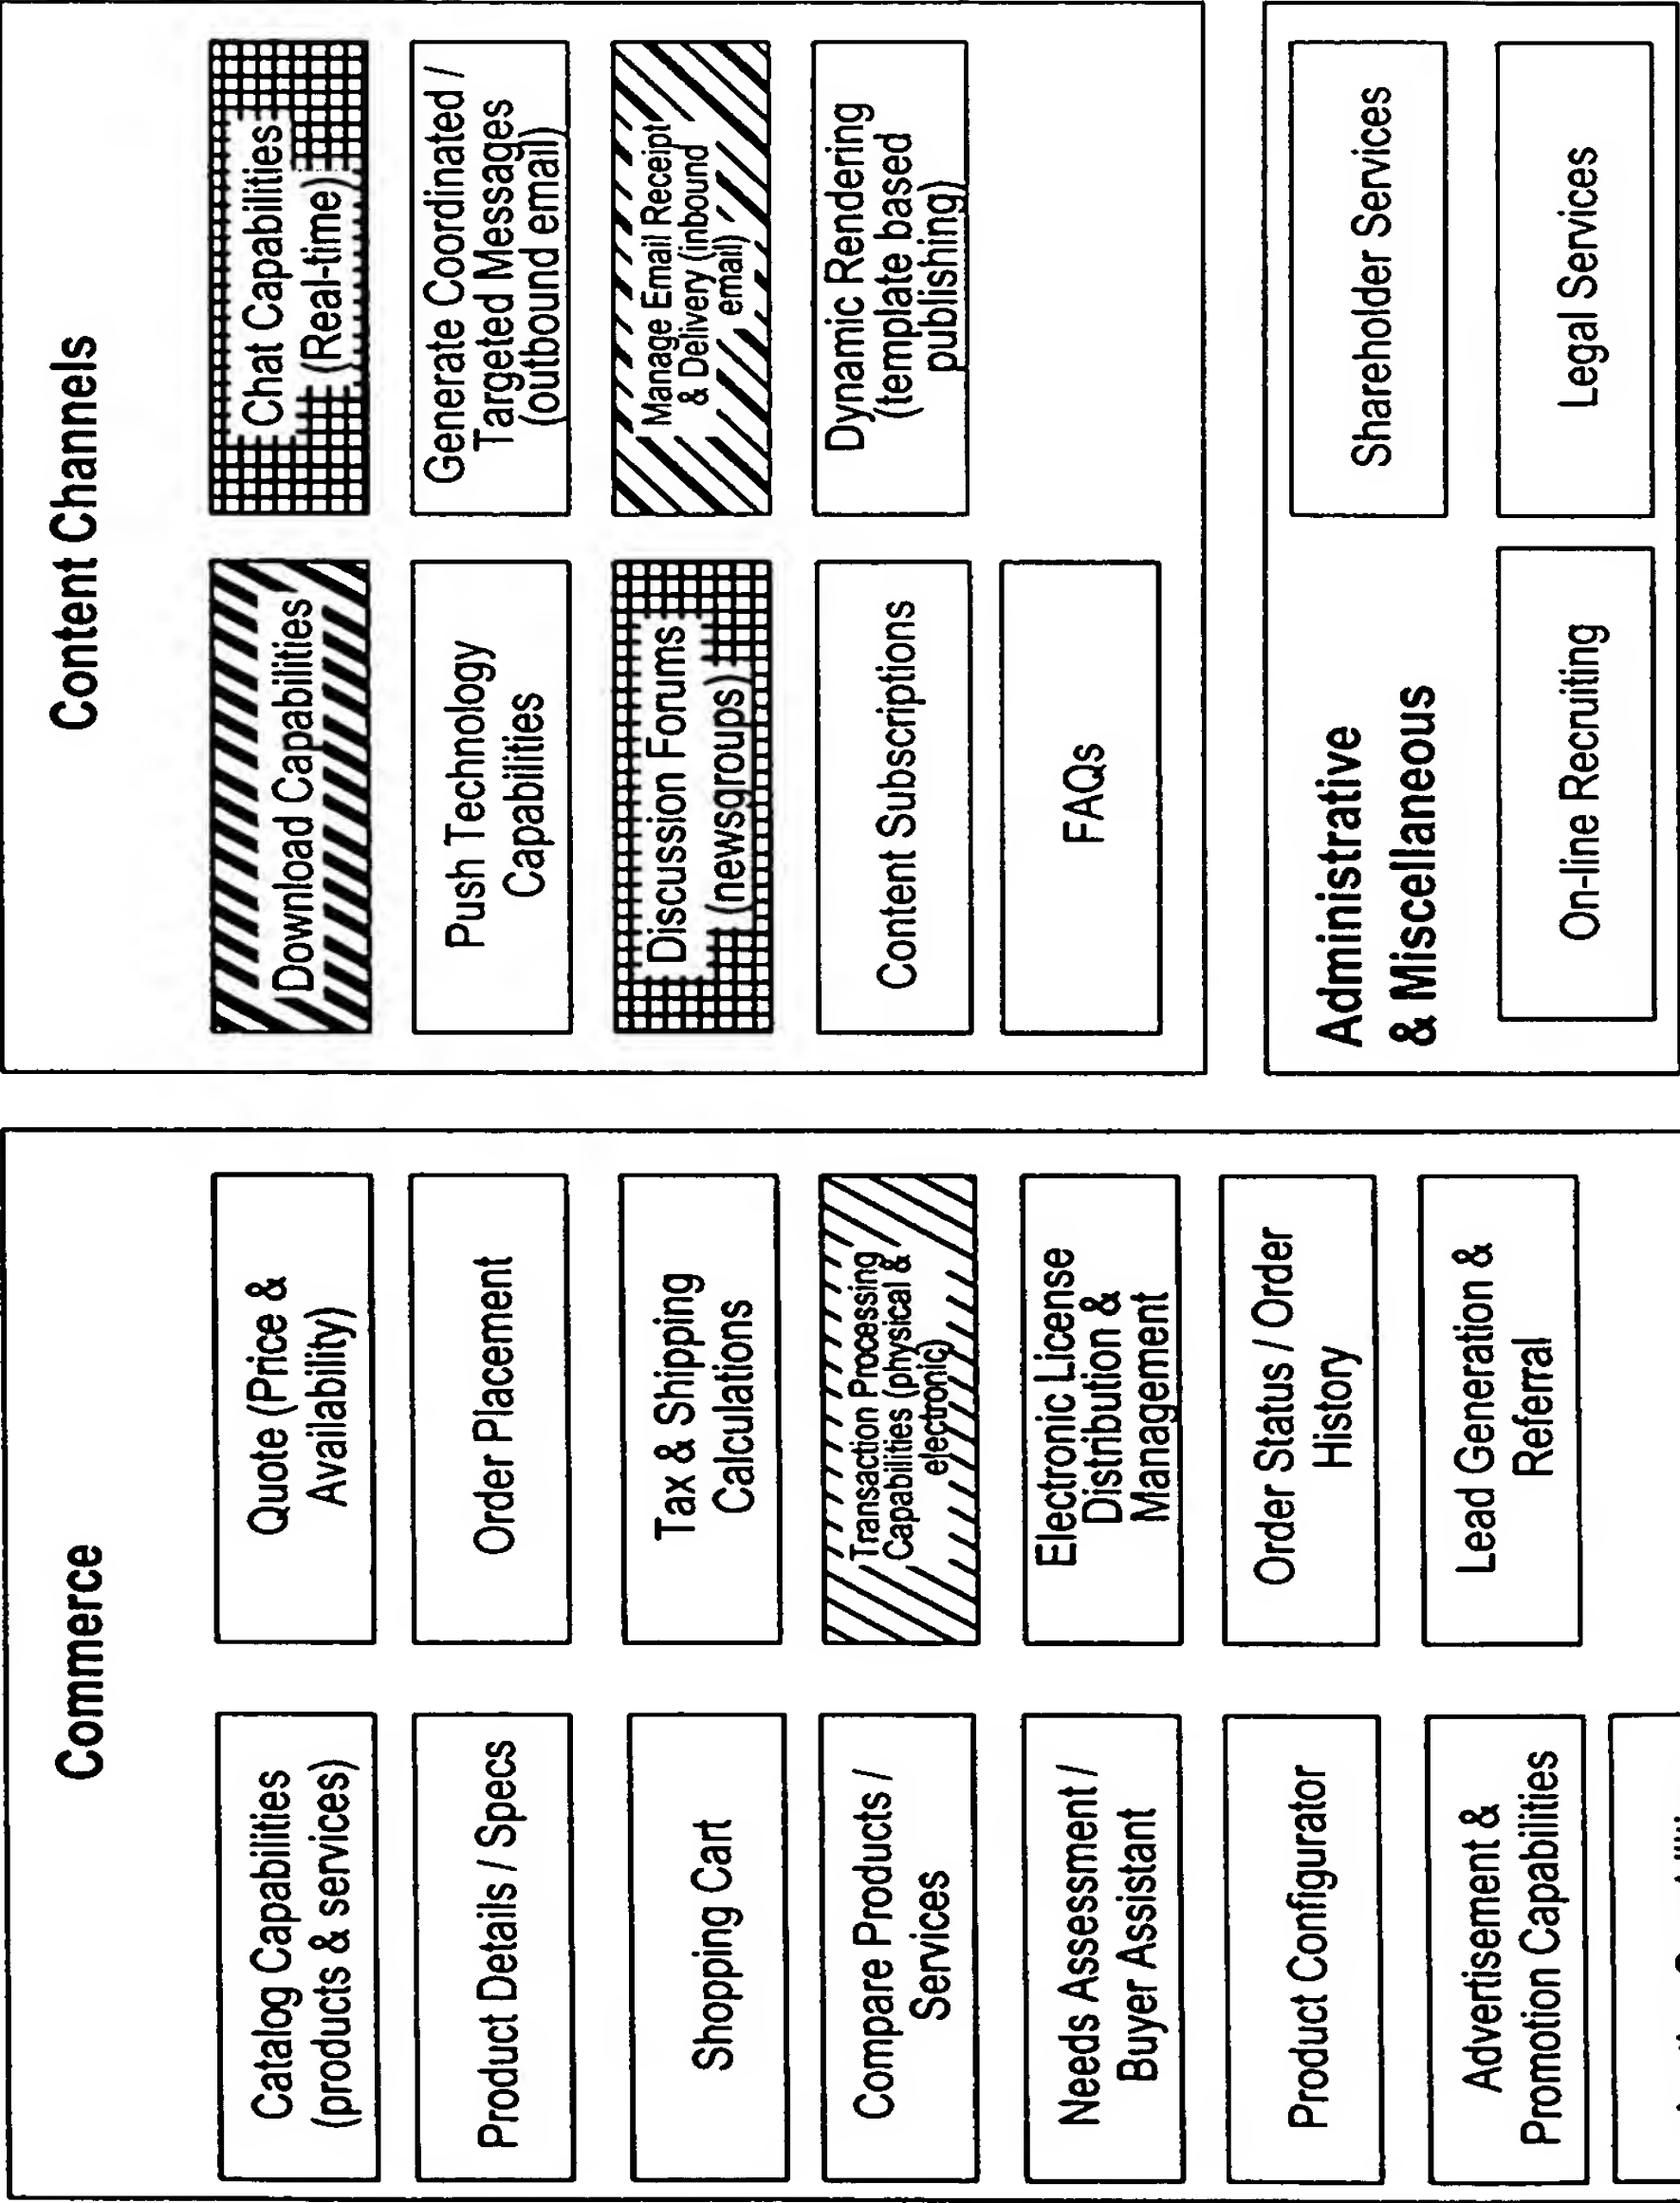 Commerce
Catalog Capabilities
(products & services)
Product Details / Specs
Shopping Cart
Compare Products /
Services
Needs Assessment /
Buyer Assistant
Product Configurator
Advertisement &
Promotion Capabilities
Quote (Price &
Availability)
Order Placement
Tax & Shipping
Calculations
Transaction Processing
Capabilities (physical &
electronic)
Electronic License
Distribution &
Management
Order Status / Order
History
Lead Generation &
Referral
Content Channels
Download Capabilities
Push Technology
Capabilities
Discussion Forums
(newsgroups)
Content Subscriptions
FAQs
Chat Capabilities
(Real-time)
Generate Coordinated /
Targeted Messages
(outbound email)
Manage Email Receipt
& Delivery (inbound
email)
Dynamic Rendering
(template based
publishing)
Administrative
& Miscellaneous
On-line Recruiting
Shareholder Services
Legal Services